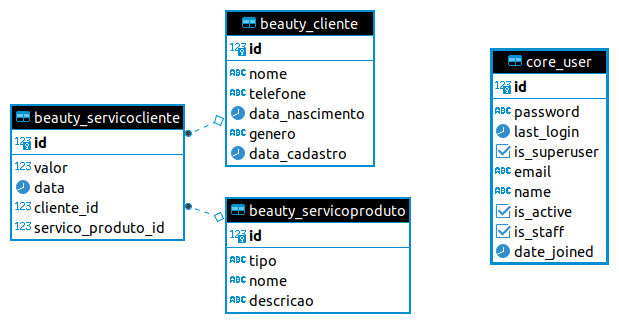 beauty_servicocliente
123 id
123 valor
data
123 cliente_id
123 servico_produto_id
beauty_cliente
123 id
ABC nome
ABC telefone
data_nascimento
ABC genero
data_cadastro
beauty_servicoproduto
123 id
ABC tipo
ABC nome
ABC descricao
core_user
123 id
ABC password
last_login
is_superuser
ABC email
ABC name
is_active
is_staff
date_joined